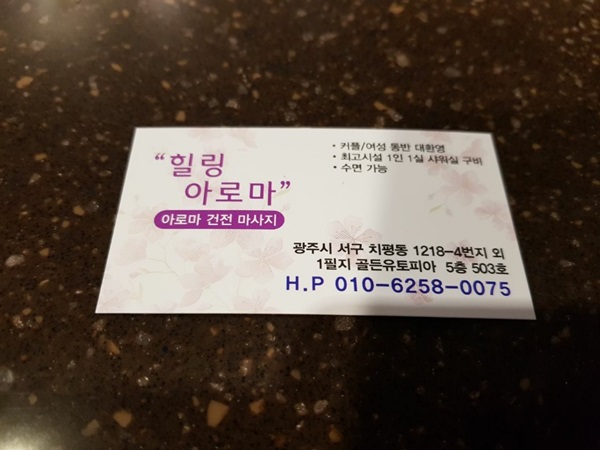 “힐링
아로마”
아로마 건전 마사지
· 커플/여성 동반 대환영
· 최고시설 1인 1실 샤워실 구비
· 수면 가능
광주시 서구 치평동 1218-4번지 외
1필지 골든유토피아 5층 503호
H.P 010-6258-0075